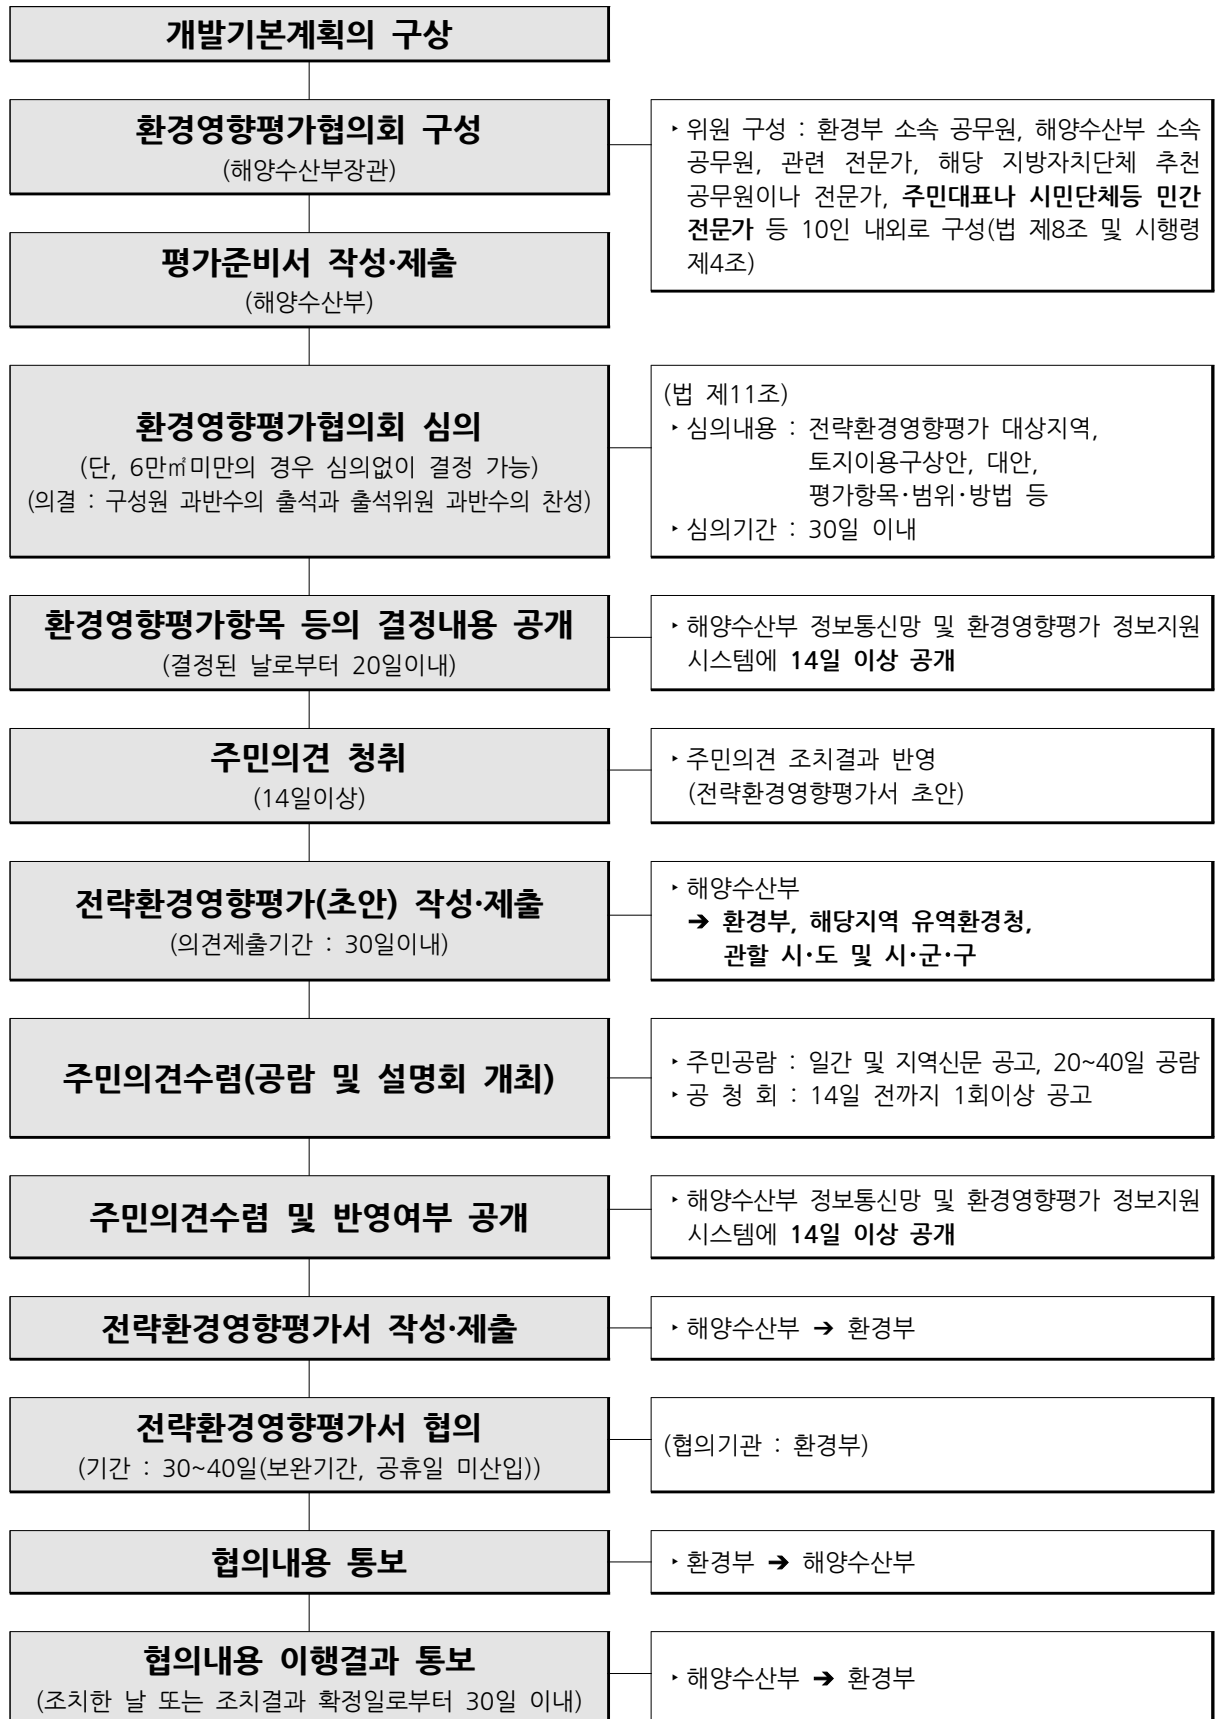 개발기본계획의 구상
환경영향평가협의회 구성
(해양수산부장관)
‣위원 구성 : 환경부 소속 공무원, 해양수산부 소속
공무원, 관련 전문가, 해당 지방자치단체 추천
공무원이나 전문가, 주민대표나 시민단체등 민간
전문가 등 10인 내외로 구성(법 제8조 및 시행령
제4조)
평가준비서 작성·제출
(해양수산부)
환경영향평가협의회 심의
(단, 6만㎡미만의 경우 심의없이 결정 가능)
(의결 : 구성원 과반수의 출석과 출석위원 과반수의 찬성)
(법 제11조)
‣심의내용 : 전략환경영향평가 대상지역,
토지이용구상안, 대안,
평가항목·범위·방법 등
‣심의기간 : 30일 이내
환경영향평가항목 등의 결정내용 공개
(결정된 날로부터 20일이내)
‣해양수산부 정보통신망 및 환경영향평가 정보지원
시스템에 14일 이상 공개
주민의견 청취
(14일이상)
‣주민의견 조치결과 반영
(전략환경영향평가서 초안)
전략환경영향평가(초안) 작성·제출
(의견제출기간 : 30일이내)
‣해양수산부
➔ 환경부, 해당지역 유역환경청,
관할 시·도 및 시·군·구
주민의견수렴(공람 및 설명회 개최)
‣주민공람 : 일간 및 지역신문 공고, 20~40일 공람
‣공 청 회 : 14일 전까지 1회이상 공고
주민의견수렴 및 반영여부 공개
‣해양수산부 정보통신망 및 환경영향평가 정보지원
시스템에 14일 이상 공개
전략환경영향평가서 작성·제출
‣해양수산부 ➔ 환경부
전략환경영향평가서 협의
(기간 : 30~40일(보완기간, 공휴일 미산입))
(협의기관 : 환경부)
협의내용 통보
‣환경부 ➔ 해양수산부
협의내용 이행결과 통보
(조치한 날 또는 조치결과 확정일로부터 30일 이내)
‣해양수산부 ➔ 환경부